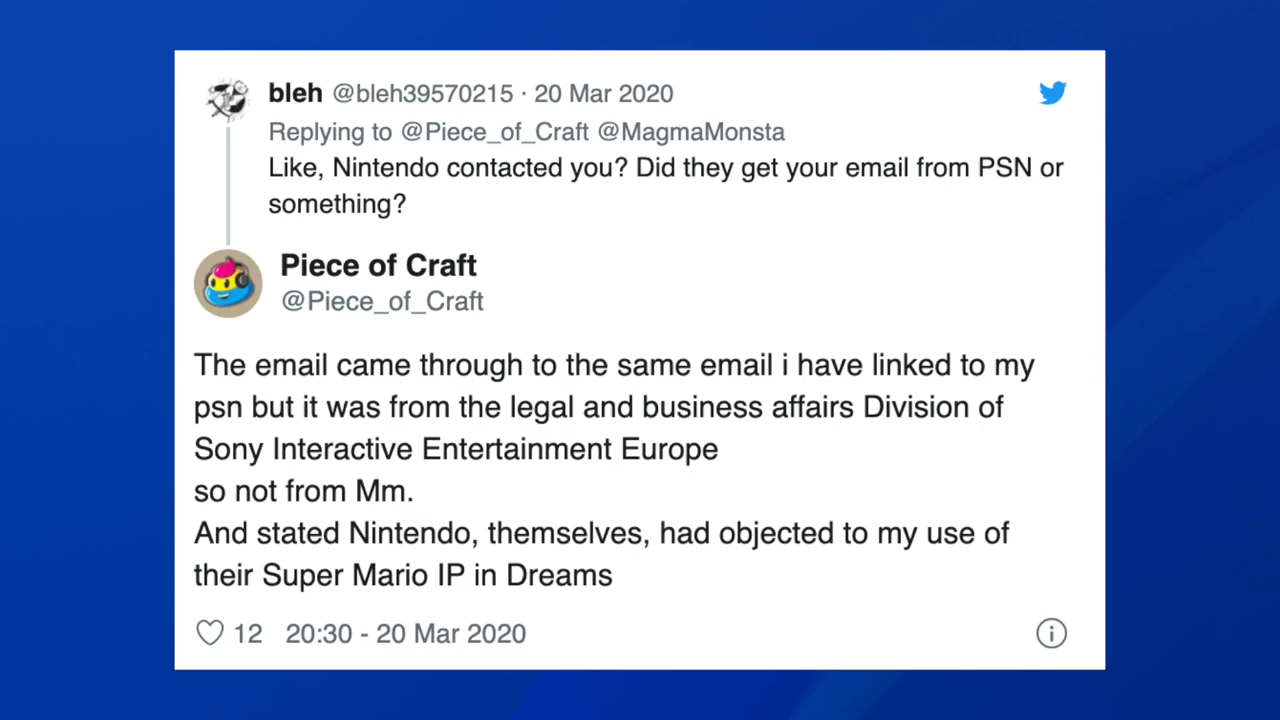 bleh @bleh39570215 · 20 Mar 2020
Replying to @Piece_of_Craft @MagmaMonsta
Like, Nintendo contacted you? Did they get your email from PSN or
something?
Piece of Craft
@Piece_of_Craft
The email came through to the same email i have linked to my
psn but it was from the legal and business affairs Division of
Sony Interactive Entertainment Europe
so not from Mm.
And stated Nintendo, themselves, had objected to my use of
their Super Mario IP in Dreams
12 20:30 - 20 Mar 2020